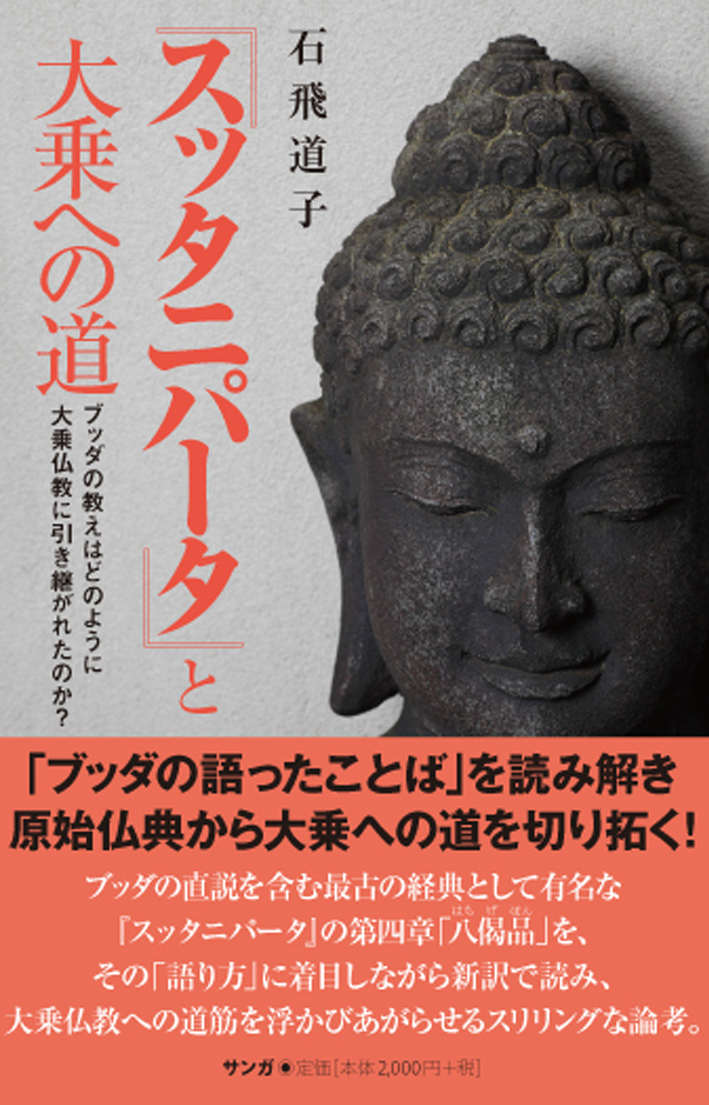 石飛道子
『スッタニパータ』と
大乗への道
ブッダの教えはどのように
大乗仏教に引き継がれたのか？
「ブッダの語ったことば」を読み解き
原始仏典から大乗への道を切り拓く！
ブッダの直説を含む最古の経典として有名な
はち げ ぼん
『スッタニパータ』の第四章「八偈品」を、
その「語り方」に着目しながら新訳で読み、
大乗仏教への道筋を浮かびあがらせるスリリングな論考。
サンガ◉定価［本体2,000円＋税］